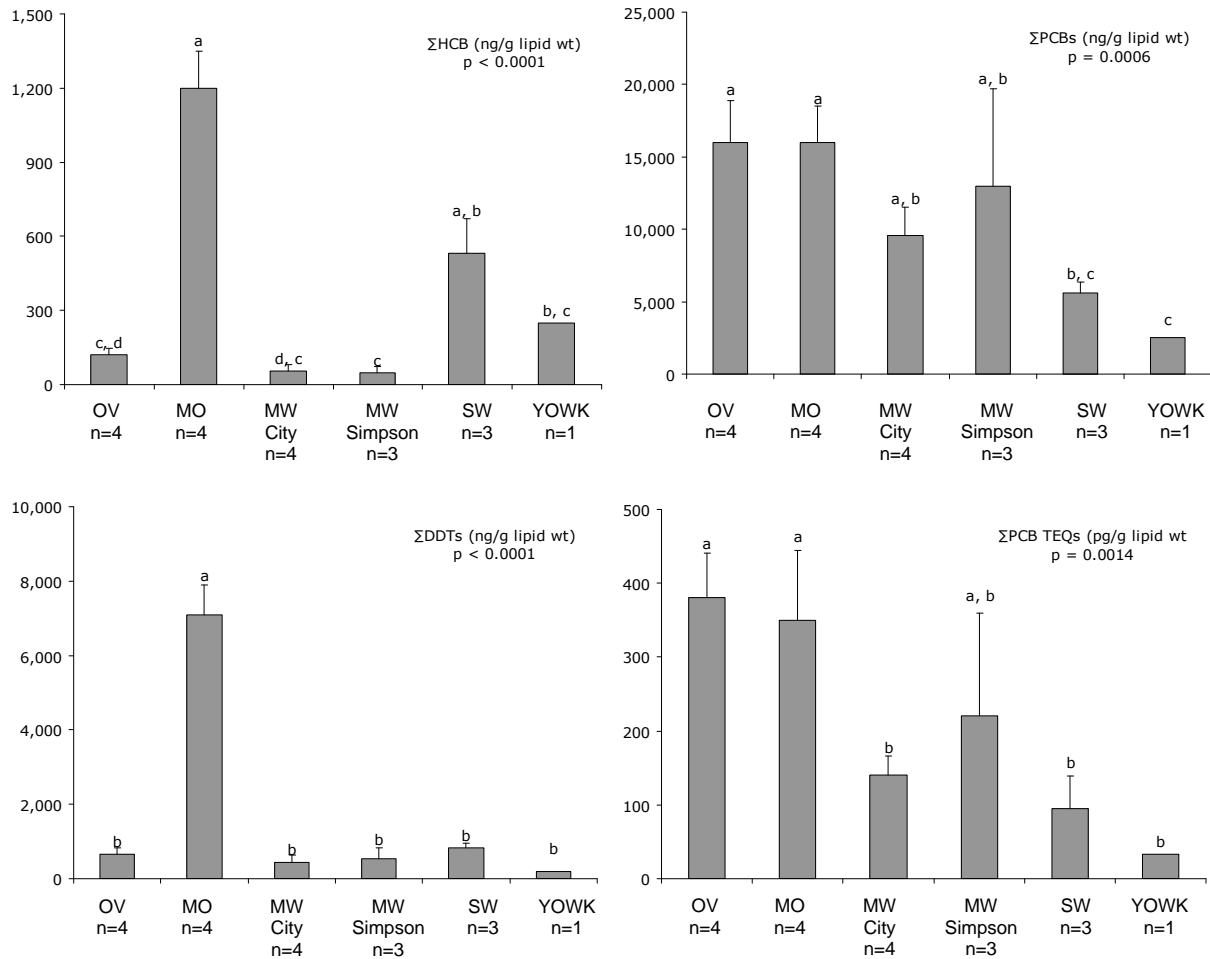 1,500
1,200
900
600
300
0
ΣHCB (ng/g lipid wt)
p < 0.0001
c, d
a
d, c
c
a, b
b, c
OV
n=4
MO
n=4
MW
City
n=4
MW
Simpson
n=3
SW
n=3
YOWK
n=1
25,000
20,000
15,000
10,000
5,000
0
ΣPCBs (ng/g lipid wt)
p = 0.0006
a
a
a, b
a, b
b, c
c
OV
n=4
MO
n=4
MW
City
n=4
MW
Simpson
n=3
SW
n=3
YOWK
n=1
10,000
8,000
6,000
4,000
2,000
0
ΣDDTs (ng/g lipid wt)
p < 0.0001
b
a
b
b
b
b
OV
n=4
MO
n=4
MW
City
n=4
MW
Simpson
n=3
SW
n=3
YOWK
n=1
500
400
300
200
100
0
ΣPCB TEQs (pg/g lipid wt
p = 0.0014
a
a
b
a, b
b
b
OV
n=4
MO
n=4
MW
City
n=4
MW
Simpson
n=3
SW
n=3
YOWK
n=1